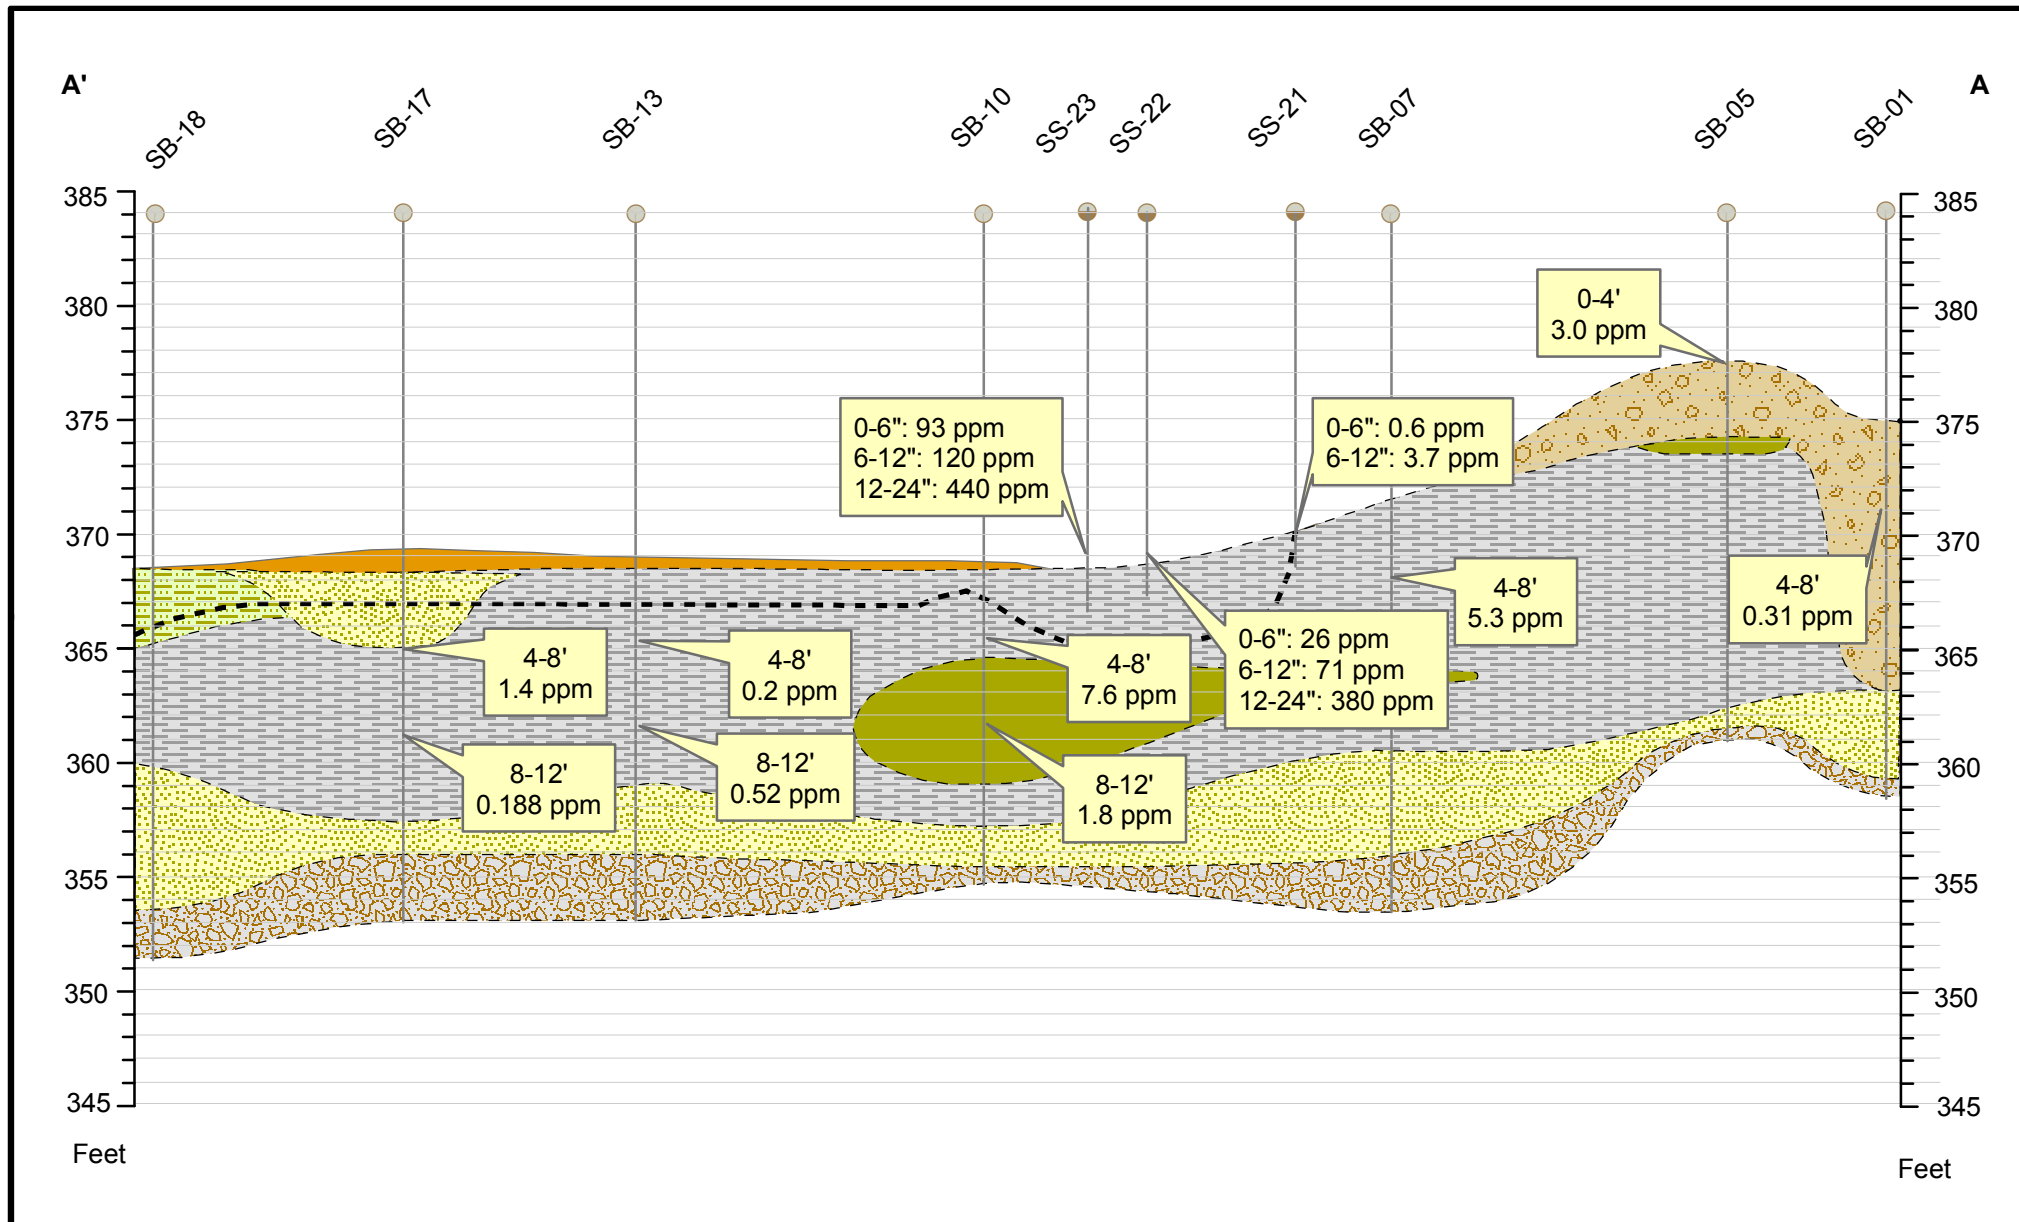 A'
A
SB-18
SB-17
SB-13
SB-10
SS-23
SS-22
SS-21
SB-07
SB-05
SB-01
385
385
380
380
375
375
370
370
365
365
360
360
355
355
350
350
345
345
Feet
Feet
0-4'
3.0 ppm
0-6": 93 ppm
6-12": 120 ppm
12-24": 440 ppm
0-6": 0.6 ppm
6-12": 3.7 ppm
4-8'
5.3 ppm
4-8'
0.31 ppm
4-8'
1.4 ppm
4-8'
0.2 ppm
4-8'
7.6 ppm
0-6": 26 ppm
6-12": 71 ppm
12-24": 380 ppm
8-12'
0.188 ppm
8-12'
0.52 ppm
8-12'
1.8 ppm